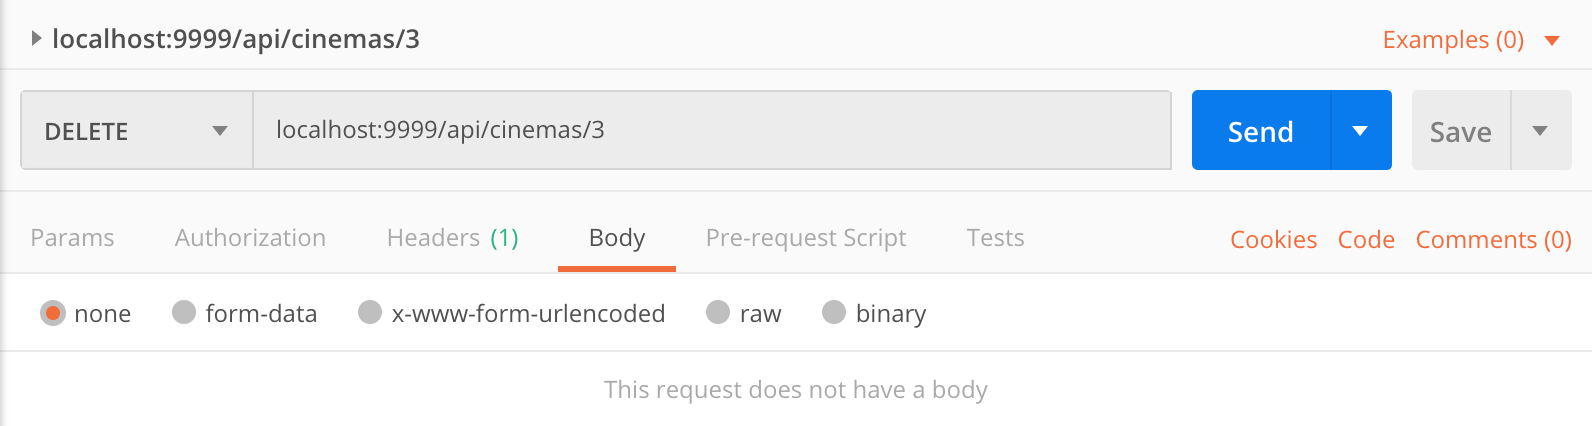 localhost:9999/api/cinemas/3 Examples (0)
DELETE localhost:9999/api/cinemas/3 Send Save
Params Authorization Headers (1) Body Pre-request Script Tests Cookies Code Comments (0)
none form-data x-www-form-urlencoded raw binary
This request does not have a body